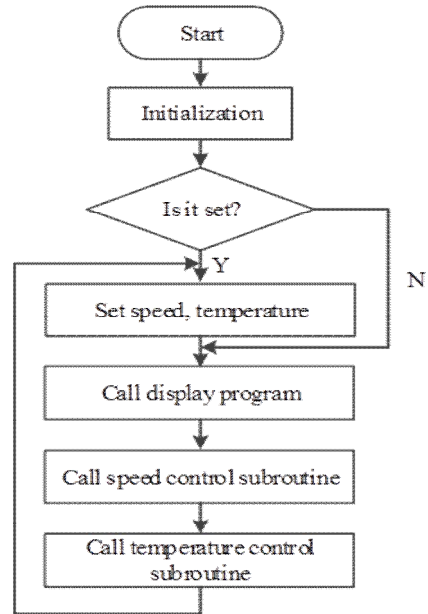 Start
Initialization
Is it set?
Y
N
Set speed, temperature
Call display program
Call speed control subroutine
Call temperature control
subroutine